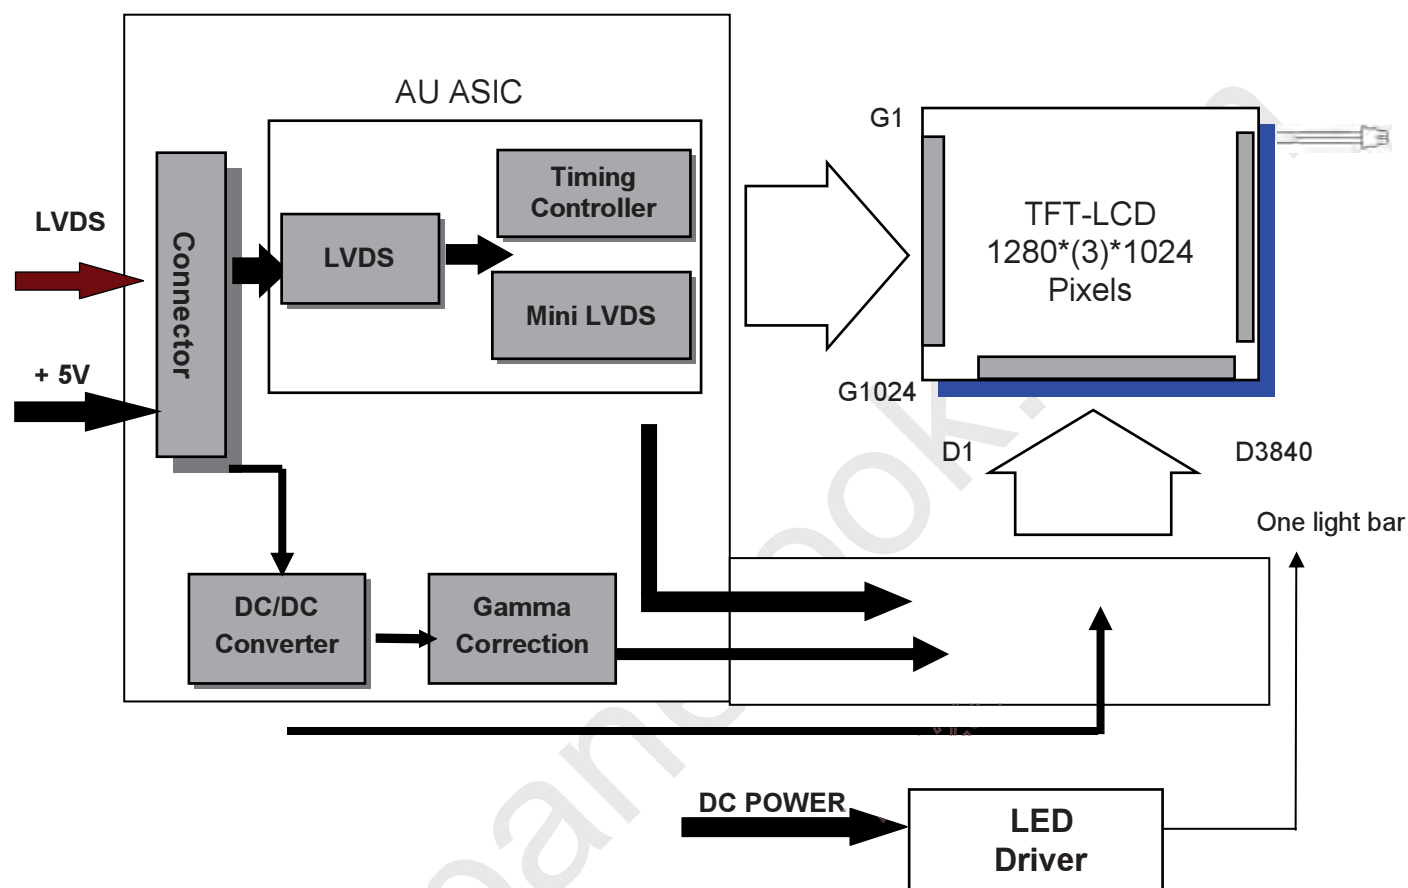 AU ASIC
G1
LVDS
Connector
Timing
Controller
LVDS
Mini LVDS
TFT-LCD
1280*(3)*1024
Pixels
+ 5V
G1024
D1
D3840
One light bar
DC/DC
Converter
Gamma
Correction
DC POWER
LED
Driver